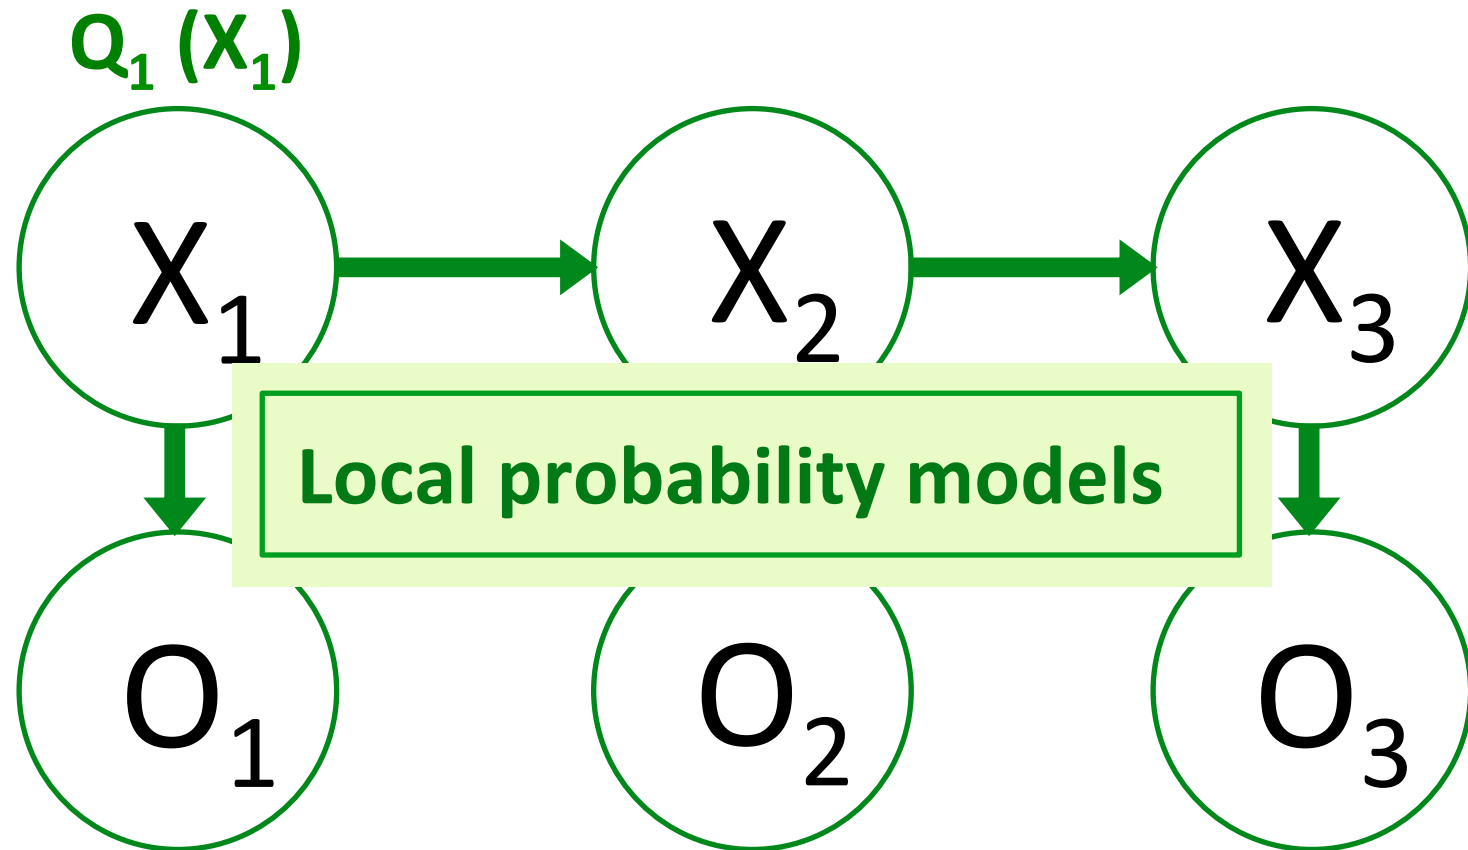 Q₁ (X₁)
X₁ X₂ X₃
Local probability models
O₁ O₂ O₃